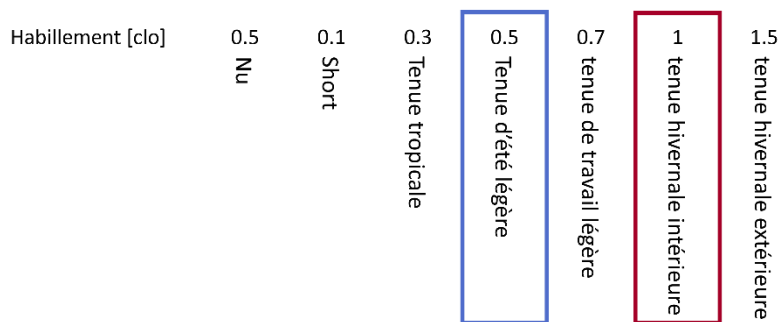 Habillement [clo] 0.5 0.1 0.3 0.5 0.7 1 1.5
Nu
Short
Tenue tropicale
Tenue d'été légère
tenue de travail légère
tenue hivernale intérieure
tenue hivernale extérieure